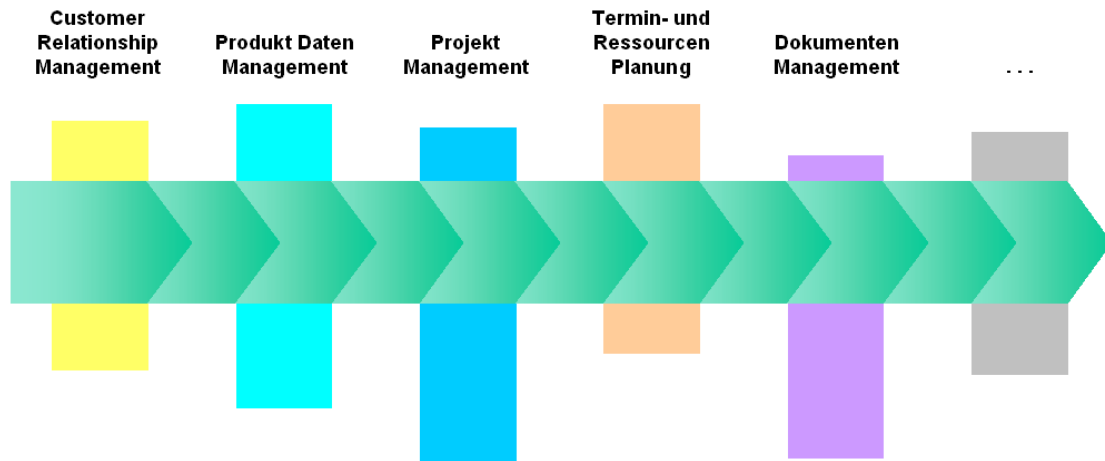 Customer
Relationship
Management
Produkt Daten
Management
Projekt
Management
Termin- und
Ressourcen
Planung
Dokumenten
Management
. . .